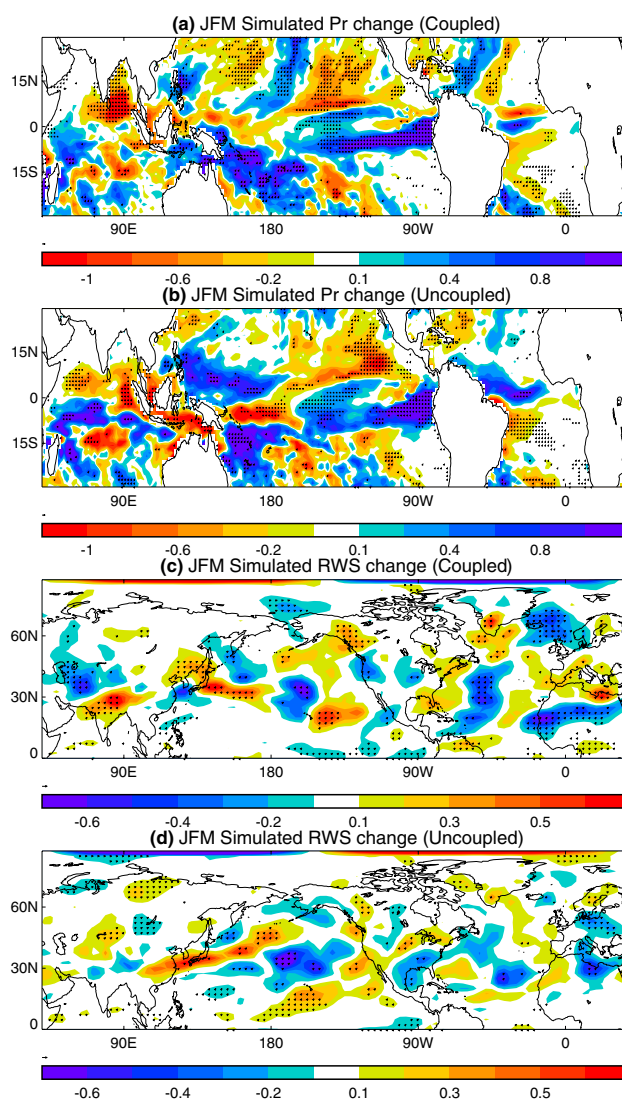 (a) JFM Simulated Pr change (Coupled)
15N
0
15S
90E 180 90W 0
-1 -0.6 -0.2 0.1 0.4 0.8
(b) JFM Simulated Pr change (Uncoupled)
15N
0
15S
90E 180 90W 0
-1 -0.6 -0.2 0.1 0.4 0.8
(c) JFM Simulated RWS change (Coupled)
60N
30N
0
90E 180 90W 0
-0.6 -0.4 -0.2 0.1 0.3 0.5
(d) JFM Simulated RWS change (Uncoupled)
60N
30N
0
90E 180 90W 0
-0.6 -0.4 -0.2 0.1 0.3 0.5